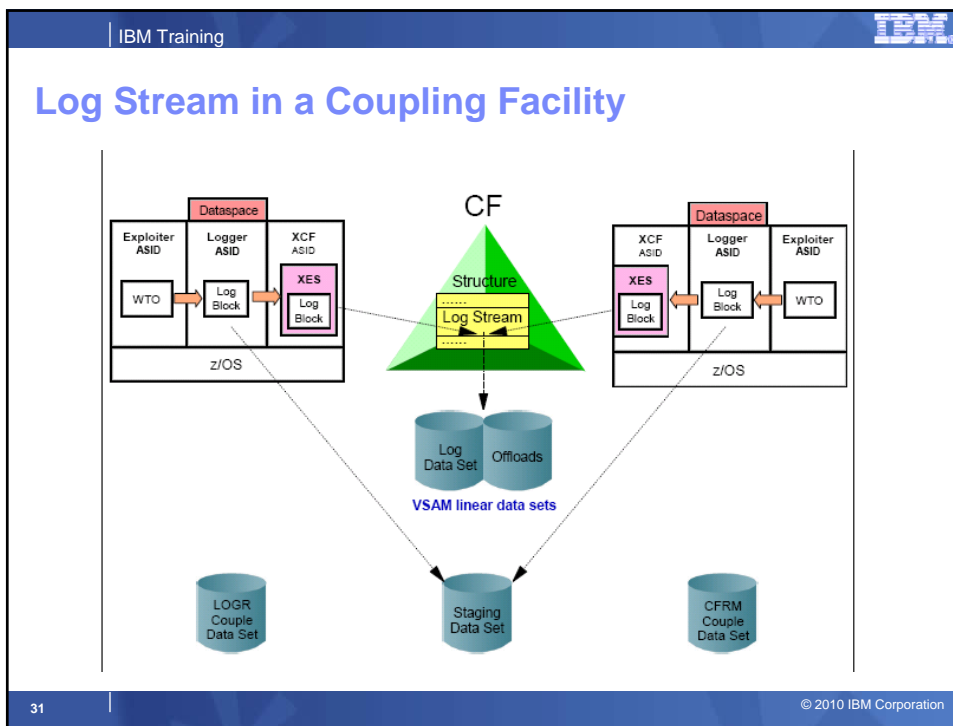 IBM Training
IBM®
Log Stream in a Coupling Facility
Dataspace
Exploiter
ASID
Logger
ASID
XCF
ASID
WTO
Log
Block
XES
Log
Block
z/OS
CF
Structure
......
Log Stream
......
Dataspace
XCF
ASID
Logger
ASID
Exploiter
ASID
XES
Log
Block
Log
Block
WTO
z/OS
Log
Data Set
Offloads
VSAM linear data sets
LOGR
Couple
Data Set
Staging
Data Set
CFRM
Couple
Data Set
31
© 2010 IBM Corporation